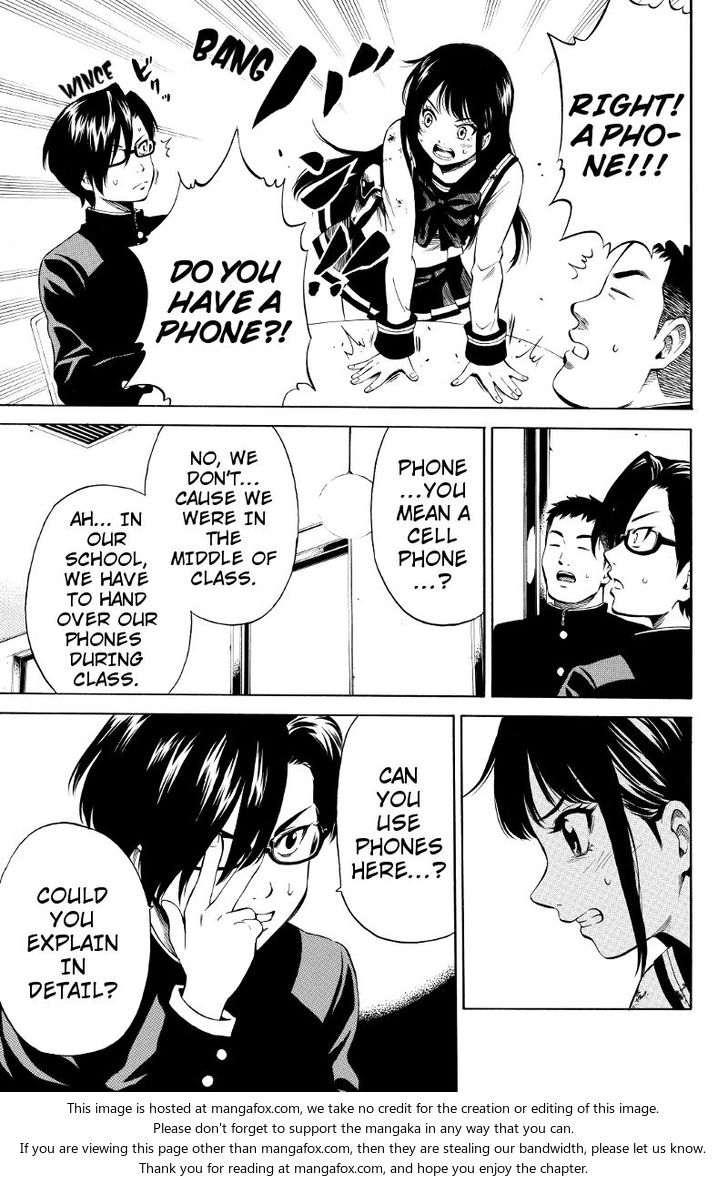 RIGHT!
A PHO-
NE!!!
BANG
バン
WINCE
ビクッ
DO YOU
HAVE A
PHONE?!
PHONE
...YOU
MEAN A
CELL
PHONE
...?
NO, WE
DON'T...
CAUSE WE
WERE IN
THE
MIDDLE OF
CLASS.
AH... IN
OUR
SCHOOL,
WE HAVE
TO HAND
OVER OUR
PHONES
DURING
CLASS.
CAN
YOU
USE
PHONES
HERE...?
COULD
YOU
EXPLAIN
IN
DETAIL?
This image is hosted at mangafox.com, we take no credit for the creation or editing of this image.
Please don't forget to support the mangaka in any way that you can.
If you are viewing this page other than mangafox.com, then they are stealing our bandwidth, please let us know.
Thank you for reading at mangafox.com, and hope you enjoy the chapter.